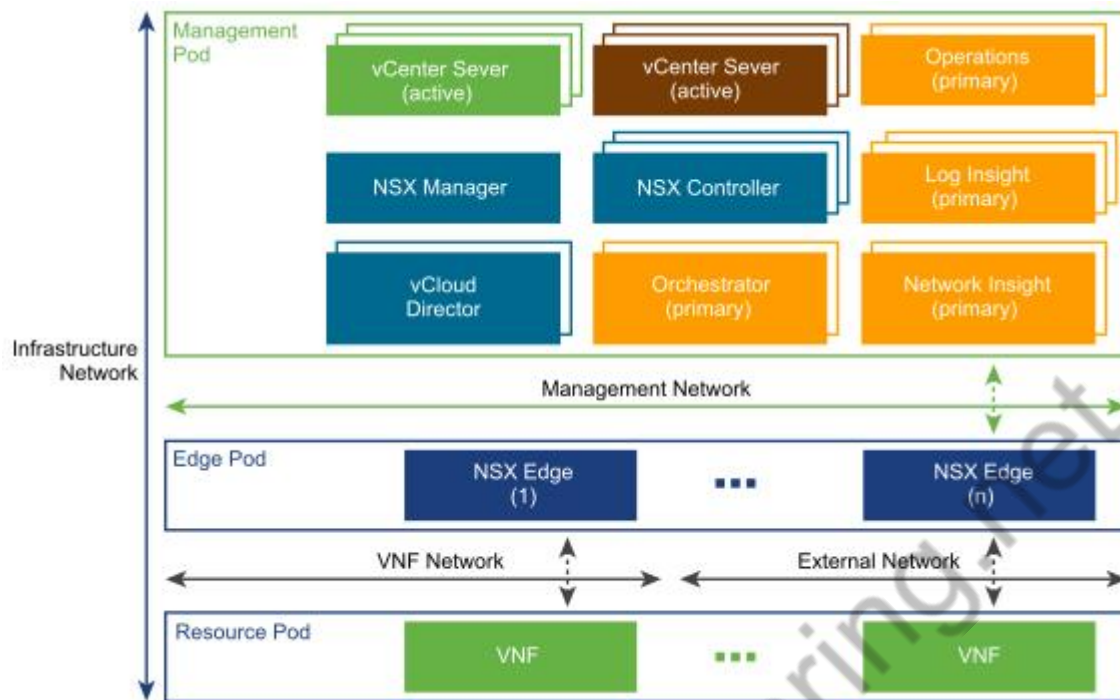 Management
Pod
vCenter Sever
(active)
vCenter Sever
(active)
Operations
(primary)
NSX Manager
NSX Controller
Log Insight
(primary)
vCloud
Director
Orchestrator
(primary)
Network Insight
(primary)
Infrastructure
Network
Management Network
Edge Pod
NSX Edge
(1)
NSX Edge
(n)
VNF Network
External Network
Resource Pod
VNF
VNF
ring.net